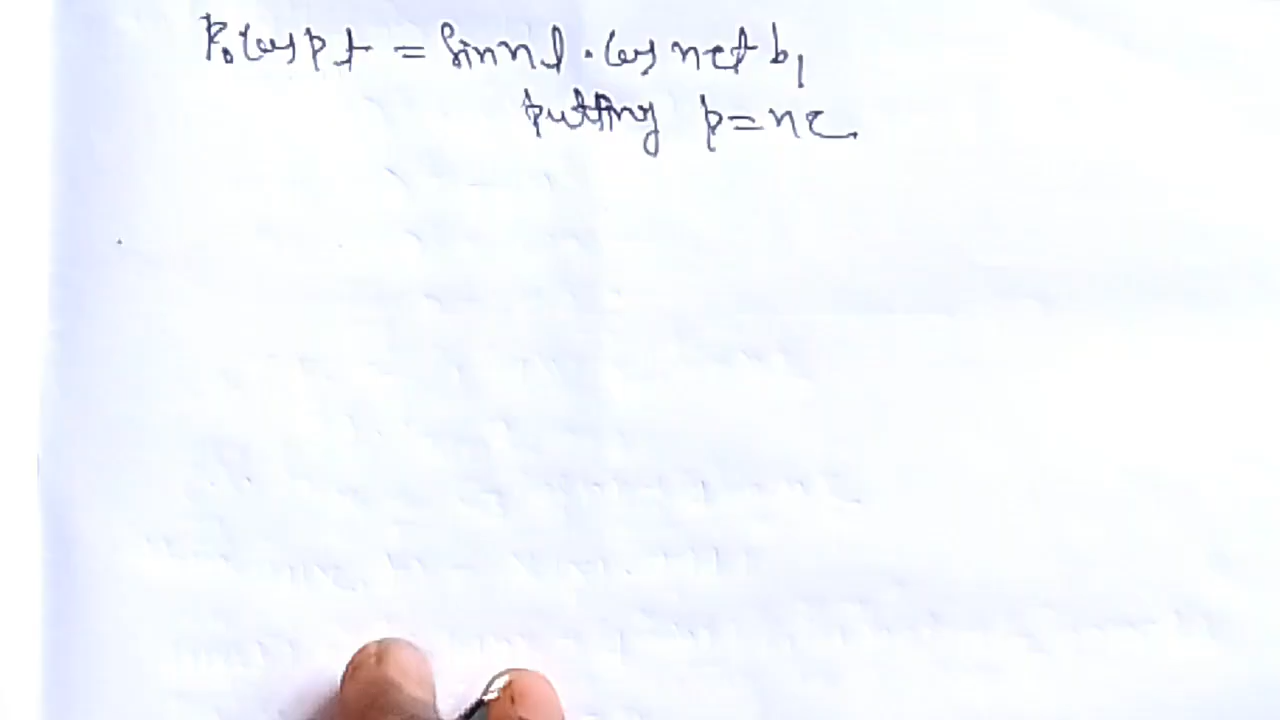 P₀ cos pt = sin nl . cos nct b₁
putting p = nc